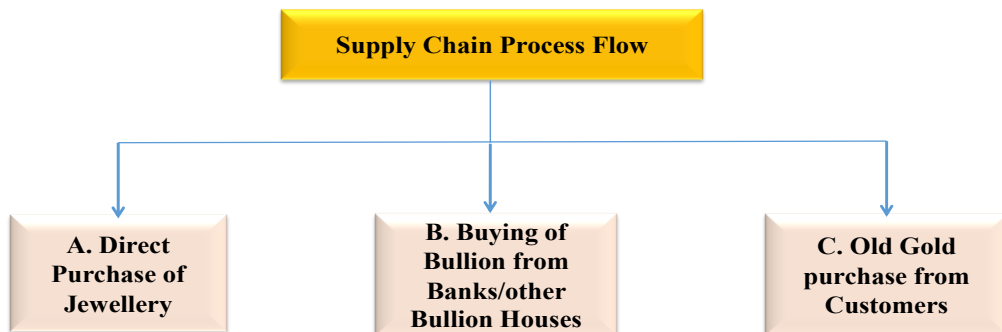 Supply Chain Process Flow
A. Direct
Purchase of
Jewellery
B. Buying of
Bullion from
Banks/other
Bullion Houses
C. Old Gold
purchase from
Customers